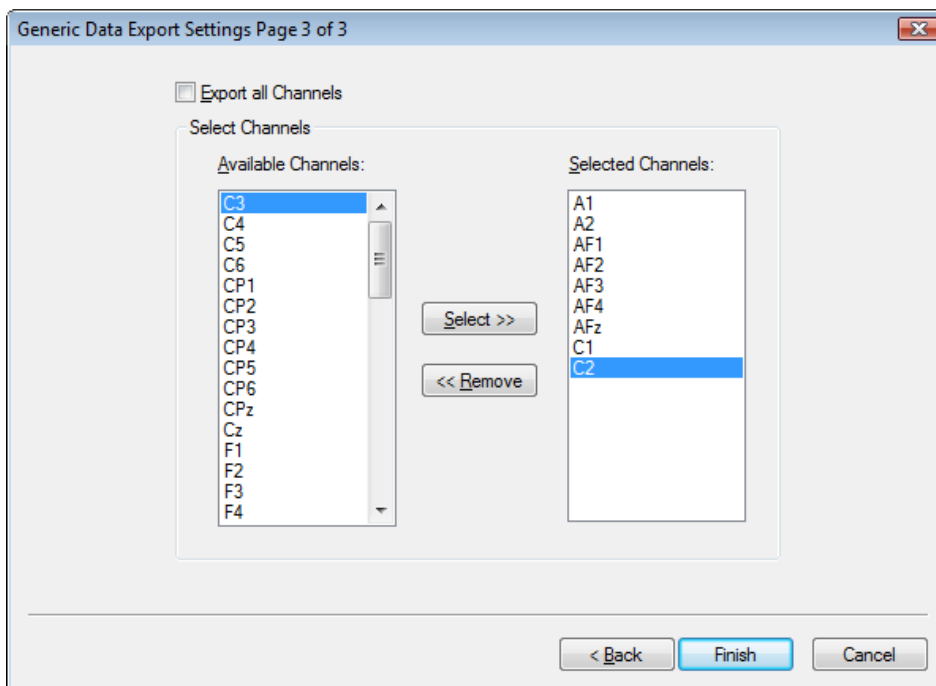 Generic Data Export Settings Page 3 of 3
Export all Channels
Select Channels
Available Channels:
C3
C4
C5
C6
CP1
CP2
CP3
CP4
CP5
CP6
CPz
Cz
F1
F2
F3
F4
Select >>
<< Remove
Selected Channels:
A1
A2
AF1
AF2
AF3
AF4
AFz
C1
C2
< Back
Finish
Cancel